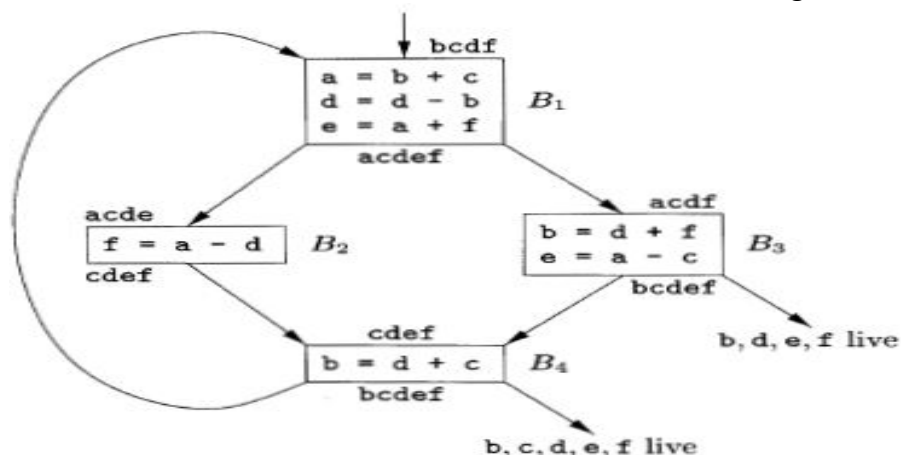 bcdf
a = b + c
d = d - b
e = a + f
B1
acdef
acde
f = a - d
B2
cdef
acdf
b = d + f
e = a - c
B3
bcdef
b, d, e, f live
cdef
b = d + c
B4
bcdef
b, c, d, e, f live